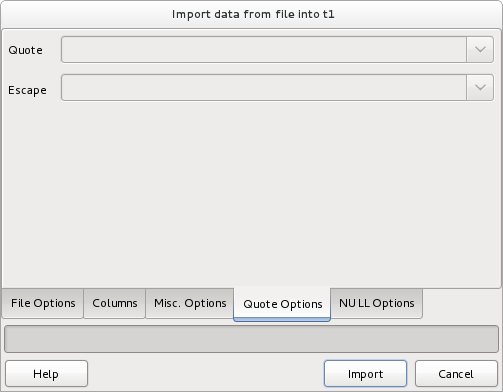 Import data from file into t1
Quote
Escape
File Options Columns Misc. Options Quote Options NULL Options
Help Import Cancel